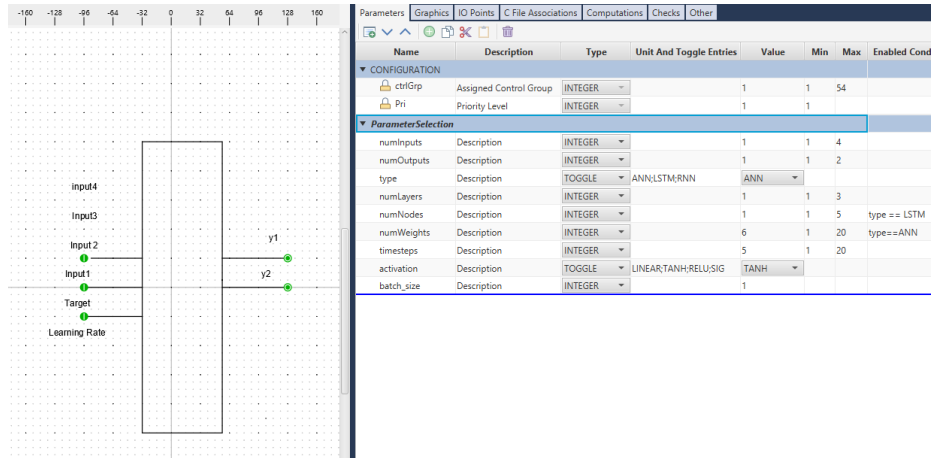 -160 -128 -96 -64 -32 0 32 64 96 128 160
input4
Input3
Input 2
Input1
Target
Learning Rate
y1
y2
Parameters Graphics IO Points C File Associations Computations Checks Other
Name Description Type Unit And Toggle Entries Value Min Max Enabled Cond
CONFIGURATION
ctrlGrp Assigned Control Group INTEGER 1 1 54
Pri Priority Level INTEGER 1 1
ParameterSelection
numInputs Description INTEGER 1 1 4
numOutputs Description INTEGER 1 1 2
type Description TOGGLE ANN;LSTM;RNN ANN
numLayers Description INTEGER 1 1 3
numNodes Description INTEGER 1 1 5 type == LSTM
numWeights Description INTEGER 6 1 20 type==ANN
timesteps Description INTEGER 5 1 20
activation Description TOGGLE LINEAR;TANH;RELU;SIG TANH
batch_size Description INTEGER 1